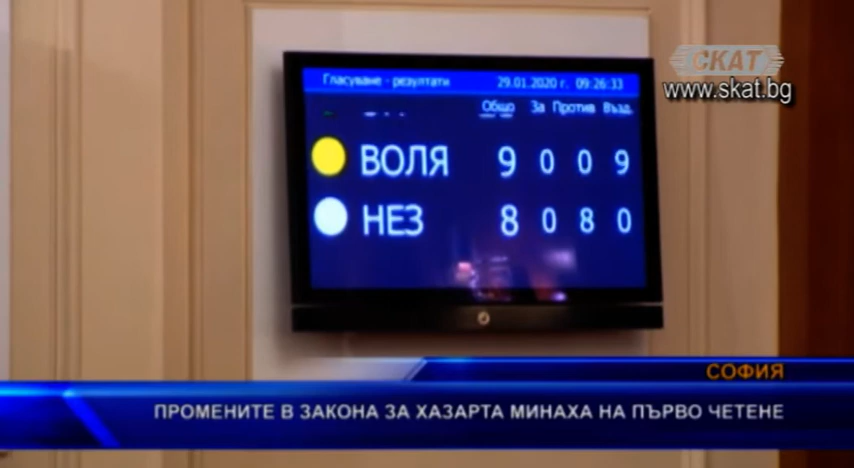 СКАТ
www.skat.bg
Гласуване - резултати 29.01.2020 г. 09:26:33
Общо За Против Възд.
ВОЛЯ 9 0 0 9
НЕЗ 8 0 8 0
СОФИЯ
ПРОМЕНИТЕ В ЗАКОНА ЗА ХАЗАРТА МИНАХА НА ПЪРВО ЧЕТЕНЕ